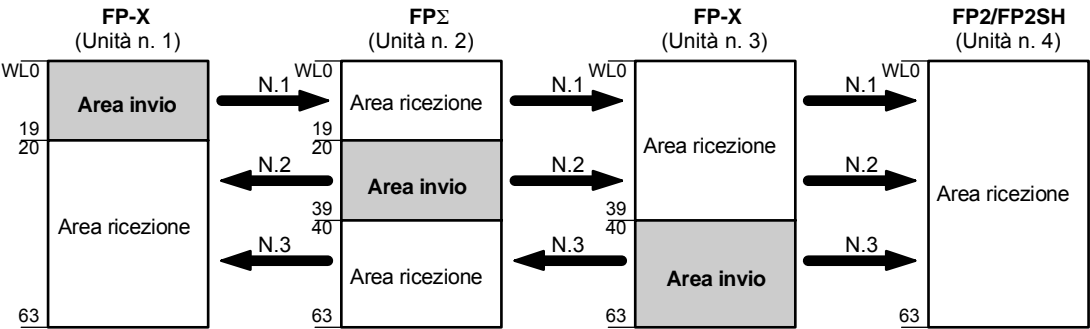 FP-X FPΣ FP-X FP2/FP2SH
(Unità n. 1) (Unità n. 2) (Unità n. 3) (Unità n. 4)
WL0 WL0 WL0 WL0
N.1 N.1 N.1
Area invio Area ricezione
19 19
20 20
Area ricezione
N.2 N.2 N.2
Area invio Area ricezione
39 39
Area ricezione 40 40
N.3 N.3 N.3
Area ricezione Area invio
63 63 63 63